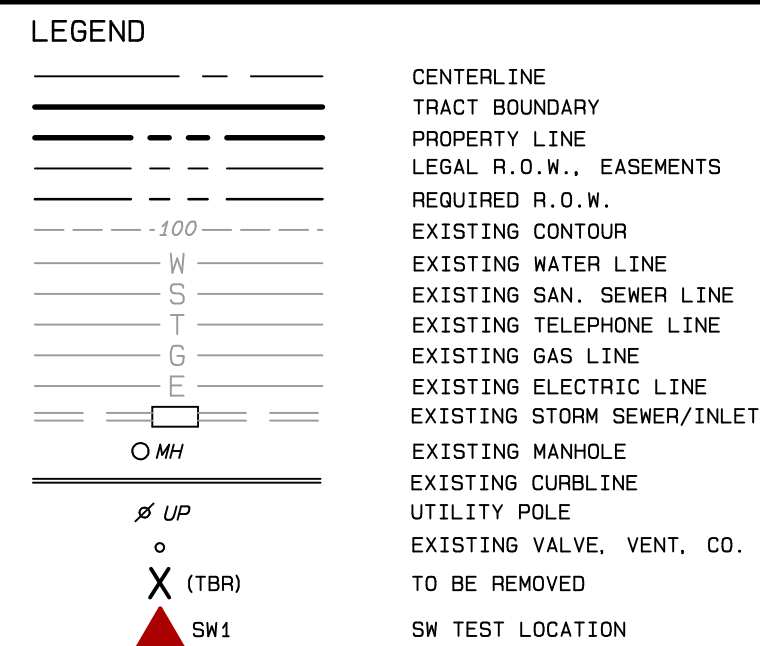 LEGEND
CENTERLINE
TRACT BOUNDARY
PROPERTY LINE
LEGAL R.O.W., EASEMENTS
REQUIRED R.O.W.
100 EXISTING CONTOUR
W EXISTING WATER LINE
S EXISTING SAN. SEWER LINE
T EXISTING TELEPHONE LINE
G EXISTING GAS LINE
E EXISTING ELECTRIC LINE
EXISTING STORM SEWER/INLET
MH EXISTING MANHOLE
EXISTING CURBLINE
UP UTILITY POLE
EXISTING VALVE, VENT, CO.
X (TBR) TO BE REMOVED
SW1 SW TEST LOCATION